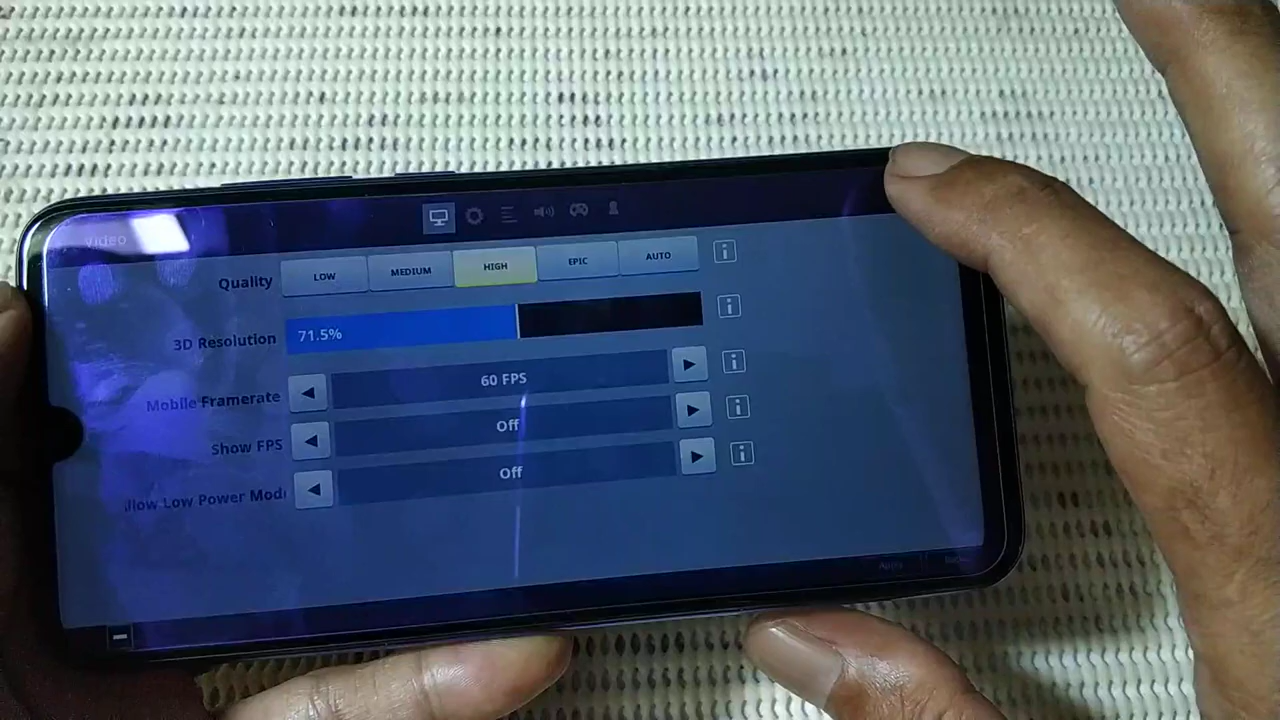 Video
Quality LOW MEDIUM HIGH EPIC AUTO
3D Resolution 71.5%
Mobile Framerate 60 FPS
Show FPS Off
llow Low Power Mod Off
Apply